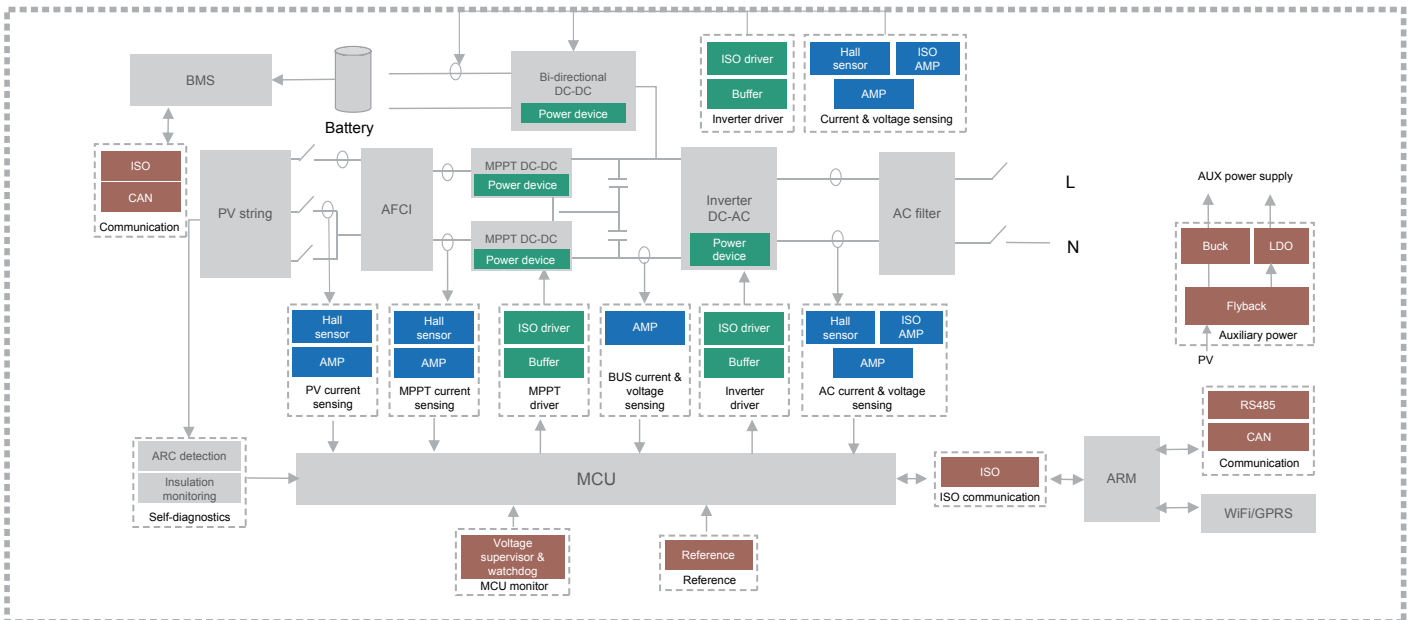 BMS
Battery
Bi-directional
DC-DC
Power device
ISO driver
Buffer
Inverter driver
Hall
sensor
ISO
AMP
AMP
Current & voltage sensing
ISO
CAN
Communication
PV string
AFCI
MPPT DC-DC
Power device
MPPT DC-DC
Power device
Inverter
DC-AC
Power
device
AC filter
L
N
AUX power supply
Buck
LDO
Flyback
Auxiliary power
PV
Hall
sensor
AMP
PV current
sensing
Hall
sensor
AMP
MPPT current
sensing
ISO driver
Buffer
MPPT
driver
AMP
BUS current &
voltage
sensing
ISO driver
Buffer
Inverter
driver
Hall
sensor
ISO
AMP
AMP
AC current & voltage
sensing
RS485
CAN
Communication
ARC detection
Insulation
monitoring
Self-diagnostics
MCU
ISO
ISO communication
ARM
WiFi/GPRS
Voltage
supervisor &
watchdog
MCU monitor
Reference
Reference